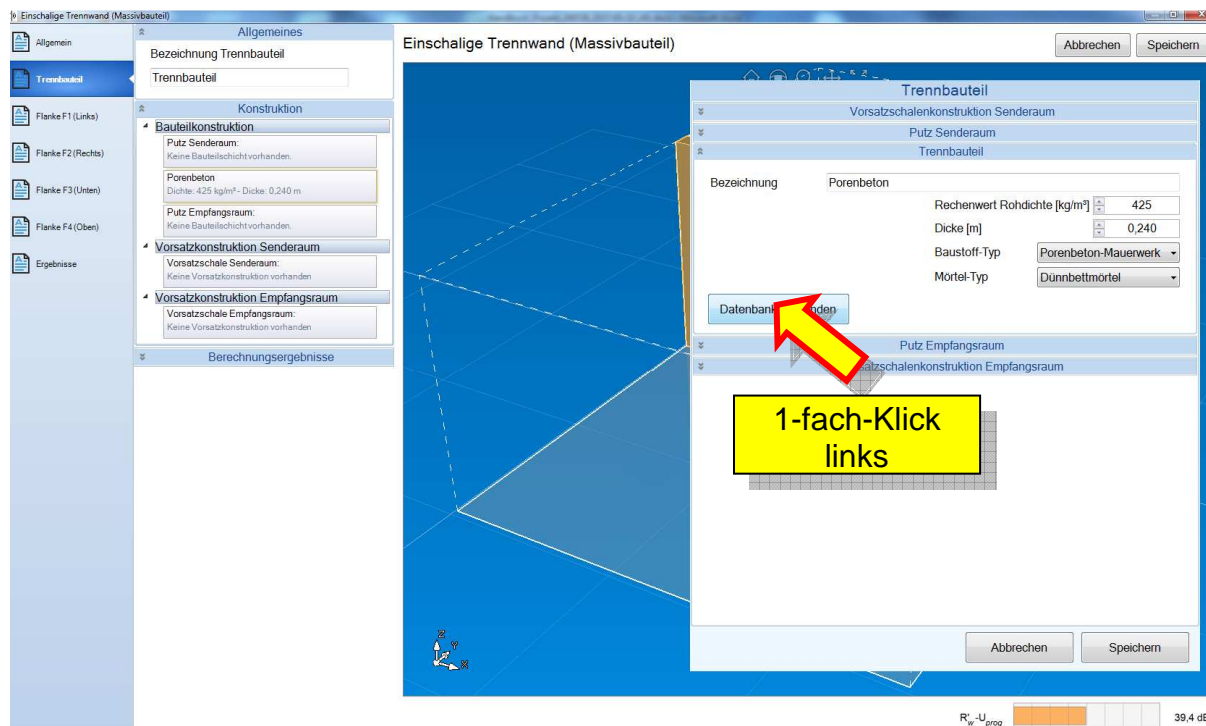 Einschalige Trennwand (Massivbauteil)
Allgemein
Trennbauteil
Flanke F1 (Links)
Flanke F2 (Rechts)
Flanke F3 (Unten)
Flanke F4 (Oben)
Ergebnisse
Allgemeines
Bezeichnung Trennbauteil
Trennbauteil
Konstruktion
Bauteilkonstruktion
Putz Senderaum:
Keine Bauteilschicht vorhanden.
Porenbeton
Dichte: 425 kg/m³ - Dicke: 0,240 m
Putz Empfangsraum:
Keine Bauteilschicht vorhanden.
Vorsatzkonstruktion Senderaum
Vorsatzschale Senderaum:
Keine Vorsatzkonstruktion vorhanden
Vorsatzkonstruktion Empfangsraum
Vorsatzschale Empfangsraum:
Keine Vorsatzkonstruktion vorhanden
Berechnungsergebnisse
Einschalige Trennwand (Massivbauteil)
Abbrechen Speichern
Trennbauteil
Vorsatzschalenkonstruktion Senderaum
Putz Senderaum
Trennbauteil
Bezeichnung Porenbeton
Rechenwert Rohdichte [kg/m³] 425
Dicke [m] 0,240
Baustoff-Typ Porenbeton-Mauerwerk
Mörtel-Typ Dünnbettmörtel
Datenbank
Putz Empfangsraum
Empfangsraum
1-fach-Klick
links
Abbrechen Speichern
Z
Y
X
R'w-Uprog 39,4 dB